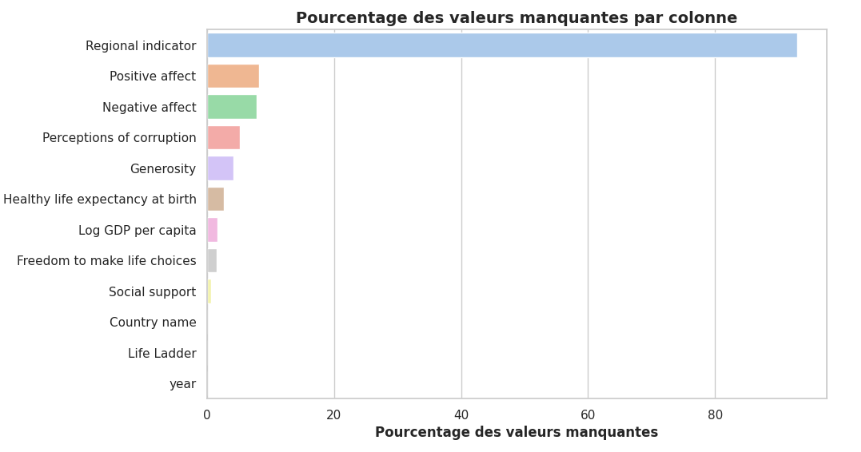 Pourcentage des valeurs manquantes par colonne
Regional indicator
Positive affect
Negative affect
Perceptions of corruption
Generosity
Healthy life expectancy at birth
Log GDP per capita
Freedom to make life choices
Social support
Country name
Life Ladder
year
0 20 40 60 80
Pourcentage des valeurs manquantes